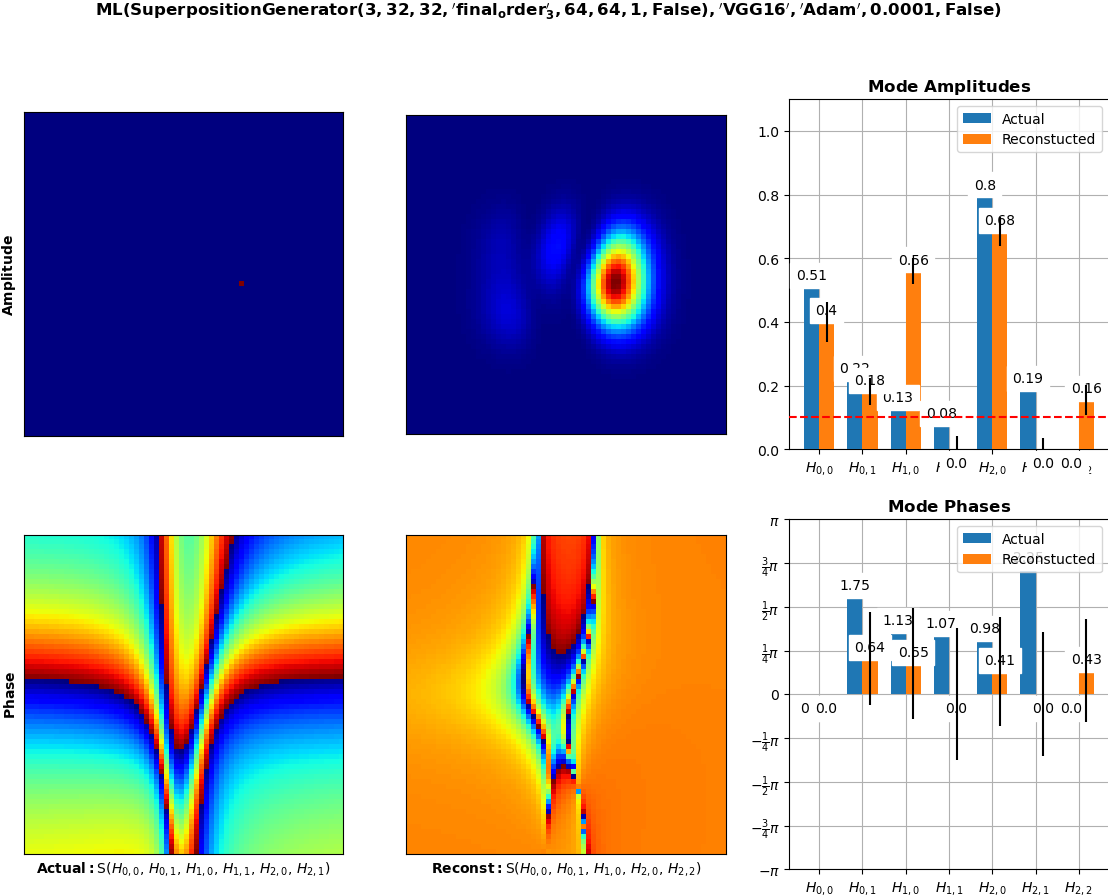 ML(SuperpositionGenerator(3, 32, 32, ′final_order′_3, 64, 64, 1, False), ′VGG16′, ′Adam′, 0.0001, False)
Amplitude
Mode Amplitudes
Actual
Reconstucted
1.0
0.8
0.6
0.4
0.2
0.0
0.51
0.4
0.18
0.13
0.56
0.08
0.0
0.8
0.68
0.19
0.0
0.0
0.16
H0,0
H0,1
H1,0
H2,0
Phase
Mode Phases
Actual
Reconstucted
π
3/4π
1/2π
1/4π
0
−1/4π
−1/2π
−3/4π
−π
0
0.0
1.75
0.64
1.13
0.55
1.07
0.98
0.41
0.0
0.43
H0,0
H0,1
H1,0
H1,1
H2,0
H2,1
H2,2
Actual: S(H0,0, H0,1, H1,0, H1,1, H2,0, H2,1)
Reconst: S(H0,0, H0,1, H1,0, H2,0, H2,2)